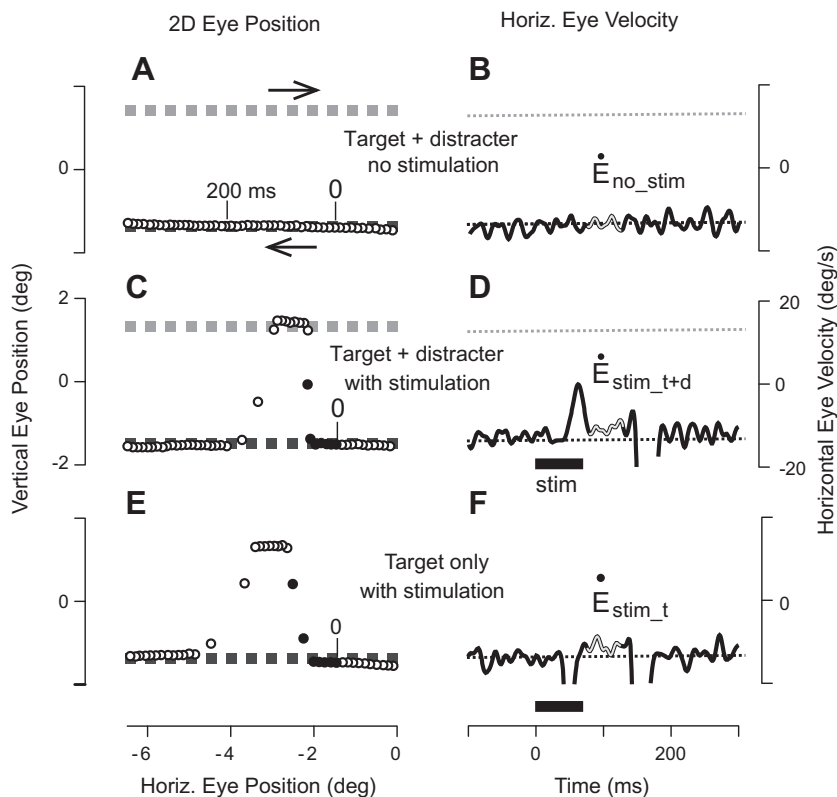 2D Eye Position
Horiz. Eye Velocity
A
B
Target + distracter
no stimulation
0
200 ms
0
Ė no_stim
0
C
D
Vertical Eye Position (deg)
2
0
-2
Target + distracter
with stimulation
0
Ė stim_t+d
stim
20
0
-20
Horizontal Eye Velocity (deg/s)
E
F
0
Target only
with stimulation
0
Ė stim_t
0
-6 -4 -2 0
Horiz. Eye Position (deg)
0 200
Time (ms)